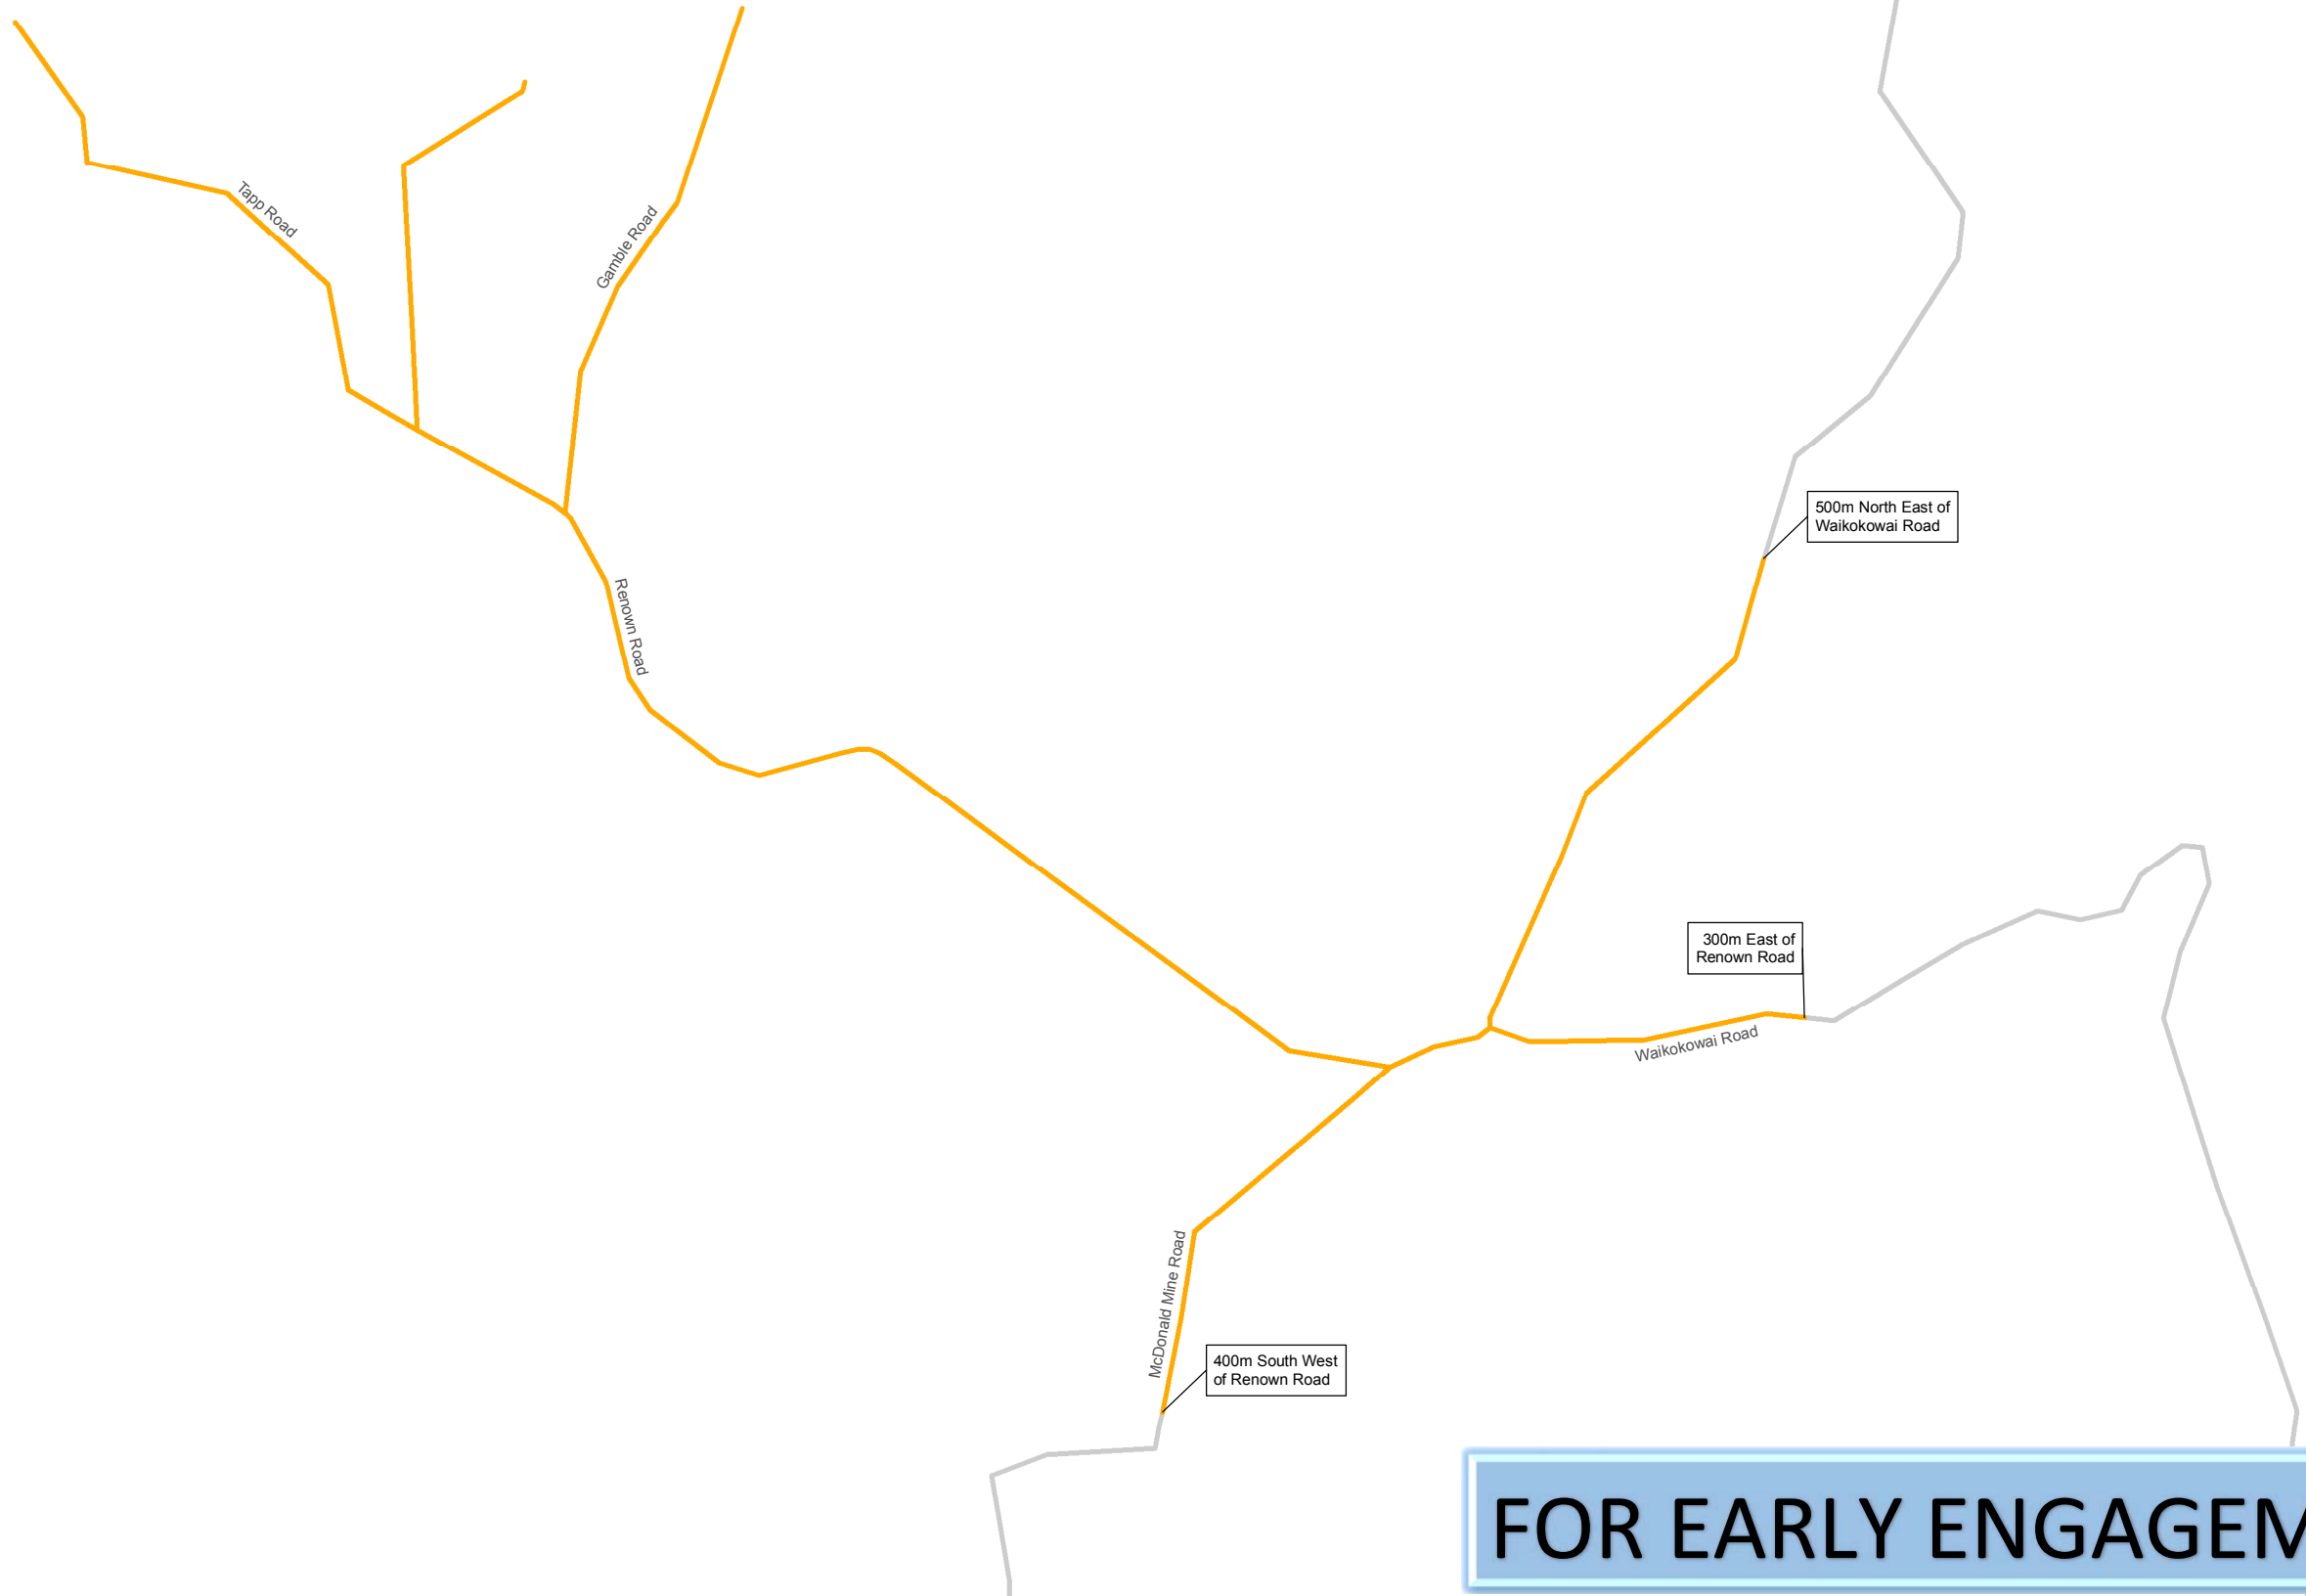 Tapp Road
Gamble Road
500m North East of
Waikokowai Road
Renown Road
300m East of
Renown Road
Waikokowai Road
McDonald Mine Road
400m South West
of Renown Road
FOR EARLY ENGAGEM